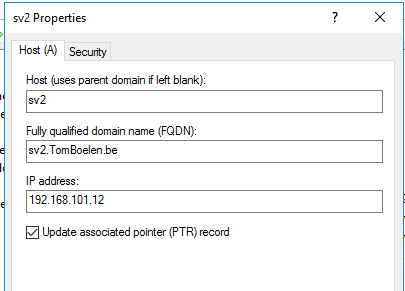 sv2 Properties
Host (A) Security
Host (uses parent domain if left blank):
sv2
Fully qualified domain name (FQDN):
sv2.TomBoelen.be
IP address:
192.168.101.12
Update associated pointer (PTR) record